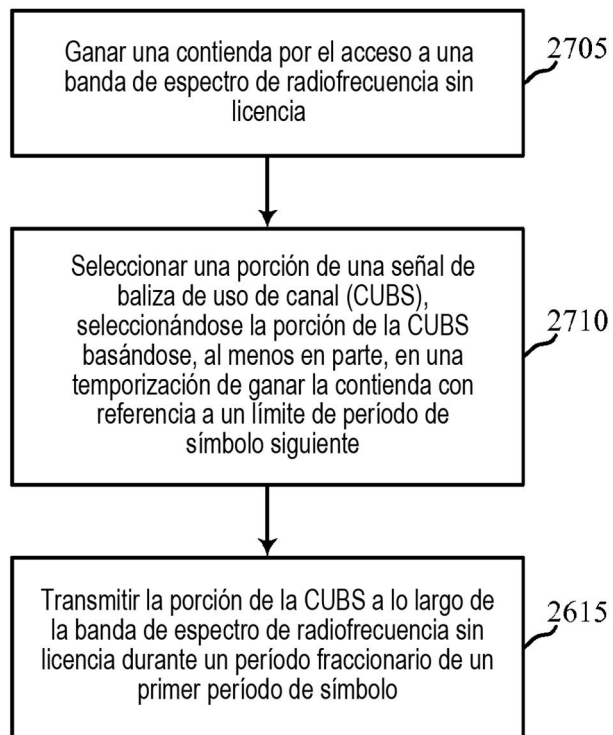 Ganar una contienda por el acceso a una
banda de espectro de radiofrecuencia sin
licencia
2705
Seleccionar una porción de una señal de
baliza de uso de canal (CUBS),
seleccionándose la porción de la CUBS
basándose, al menos en parte, en una
temporización de ganar la contienda con
referencia a un límite de período de
símbolo siguiente
2710
Transmitir la porción de la CUBS a lo largo de
la banda de espectro de radiofrecuencia sin
licencia durante un período fraccionario de un
primer período de símbolo
2615